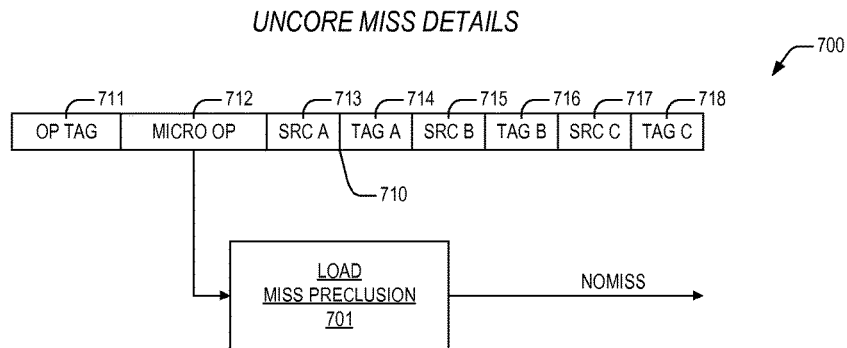 UNCORE MISS DETAILS
700
711 712 713 714 715 716 717 718
OP TAG MICRO OP SRC A TAG A SRC B TAG B SRC C TAG C
710
LOAD
MISS PRECLUSION
701
NOMISS